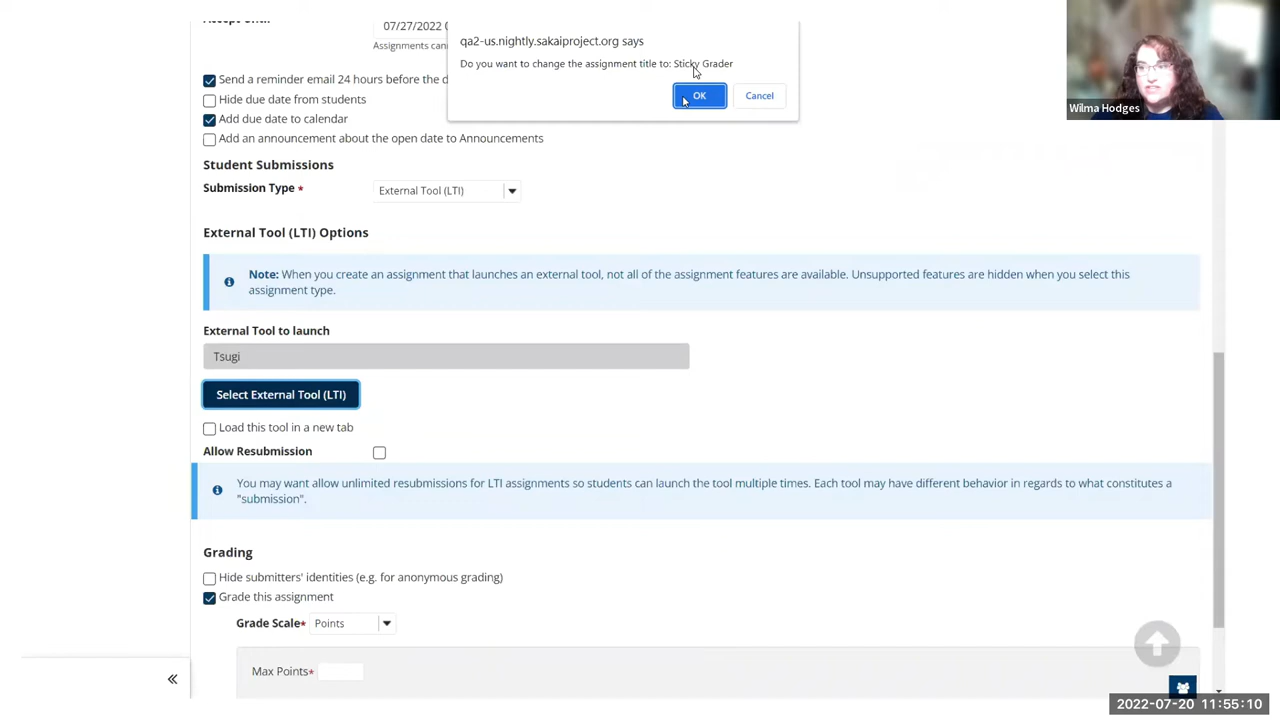 Accept Until
07/27/2022 0
Assignments can
qa2-us.nightly.sakaiproject.org says
Do you want to change the assignment title to: Sticky Grader
OK
Cancel
Wilma Hodges
Send a reminder email 24 hours before the d
Hide due date from students
Add due date to calendar
Add an announcement about the open date to Announcements
Student Submissions
Submission Type *
External Tool (LTI)
External Tool (LTI) Options
Note: When you create an assignment that launches an external tool, not all of the assignment features are available. Unsupported features are hidden when you select this
assignment type.
External Tool to launch
Tsugi
Select External Tool (LTI)
Load this tool in a new tab
Allow Resubmission
You may want allow unlimited resubmissions for LTI assignments so students can launch the tool multiple times. Each tool may have different behavior in regards to what constitutes a
"submission".
Grading
Hide submitters' identities (e.g. for anonymous grading)
Grade this assignment
Grade Scale* Points
Max Points*
2022-07-20 11:55:10